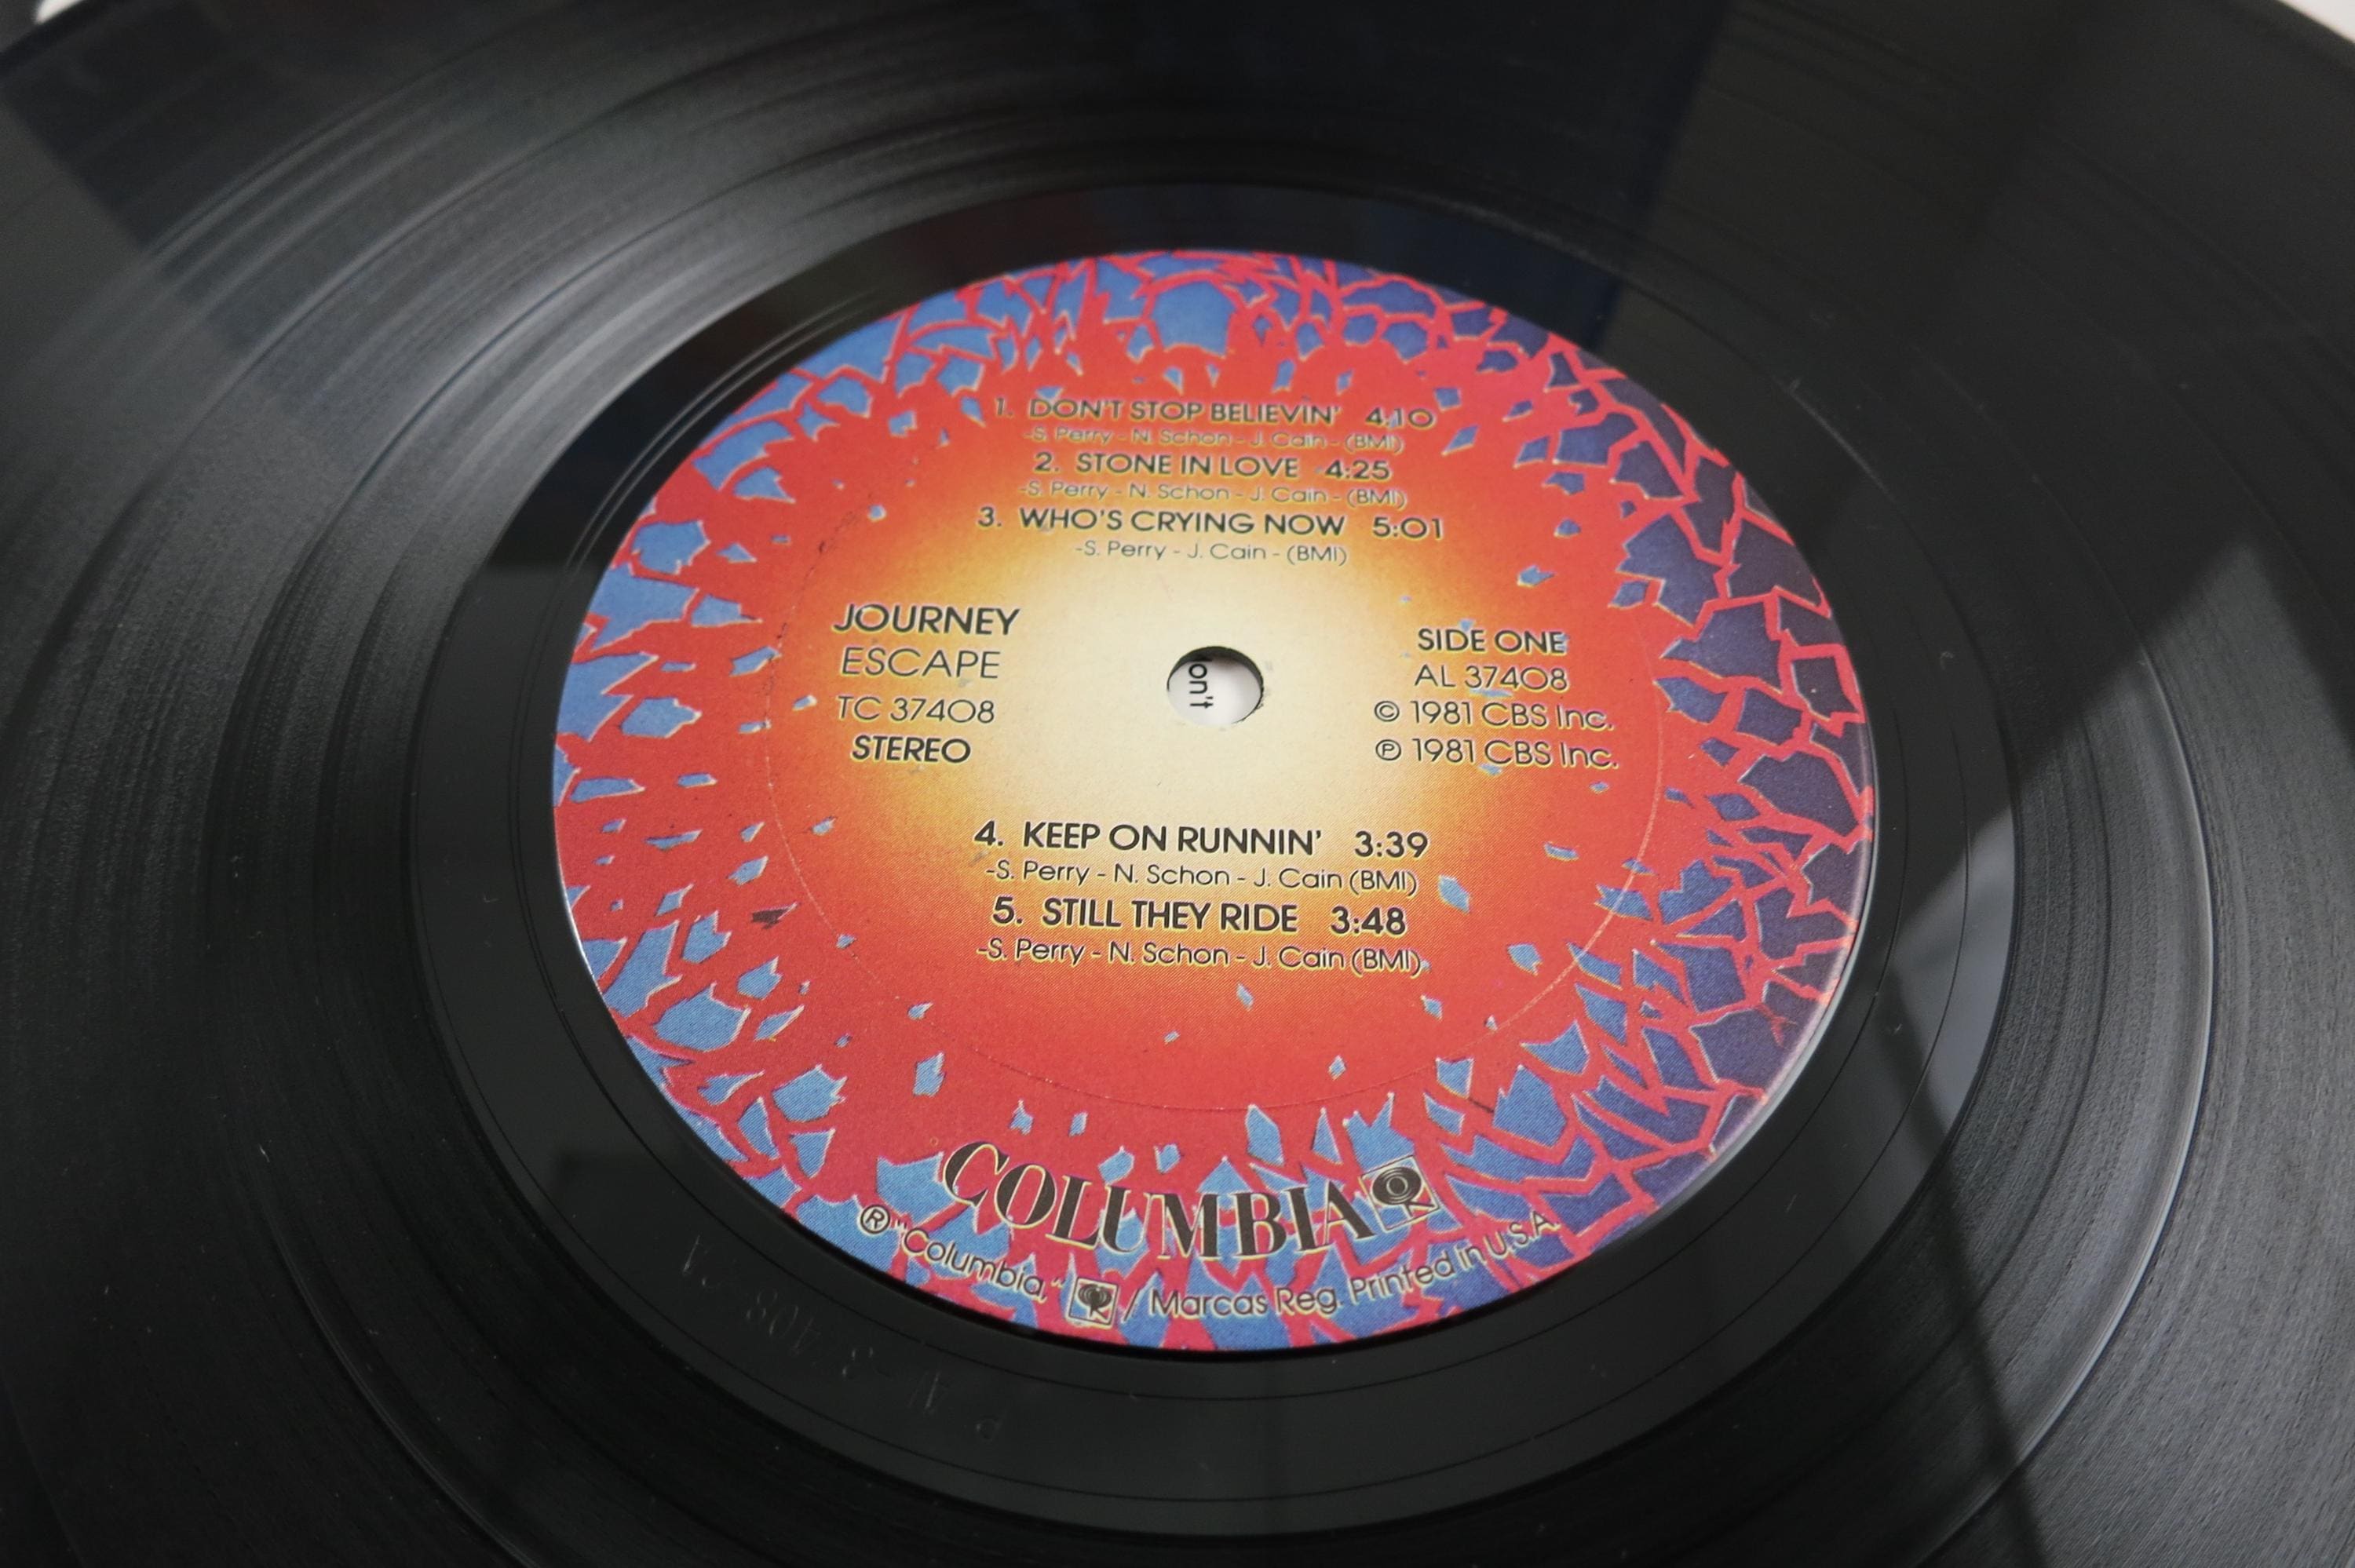 1. DON'T STOP BELIEVIN' 4:10
-S. Perry - N. Schon - J. Cain - (BMI)
2. STONE IN LOVE 4:25
-S. Perry - N. Schon - J. Cain - (BMI)
3. WHO'S CRYING NOW 5:01
-S. Perry - J. Cain - (BMI)
JOURNEY
ESCAPE
TC 37408
STEREO
on't
SIDE ONE
AL 37408
© 1981 CBS Inc.
℗ 1981 CBS Inc.
4. KEEP ON RUNNIN' 3:39
-S. Perry - N. Schon - J. Cain (BMI)
5. STILL THEY RIDE 3:48
-S. Perry - N. Schon - J. Cain (BMI)
COLUMBIA
® "Columbia," / Marcas Reg. Printed in U.S.A.